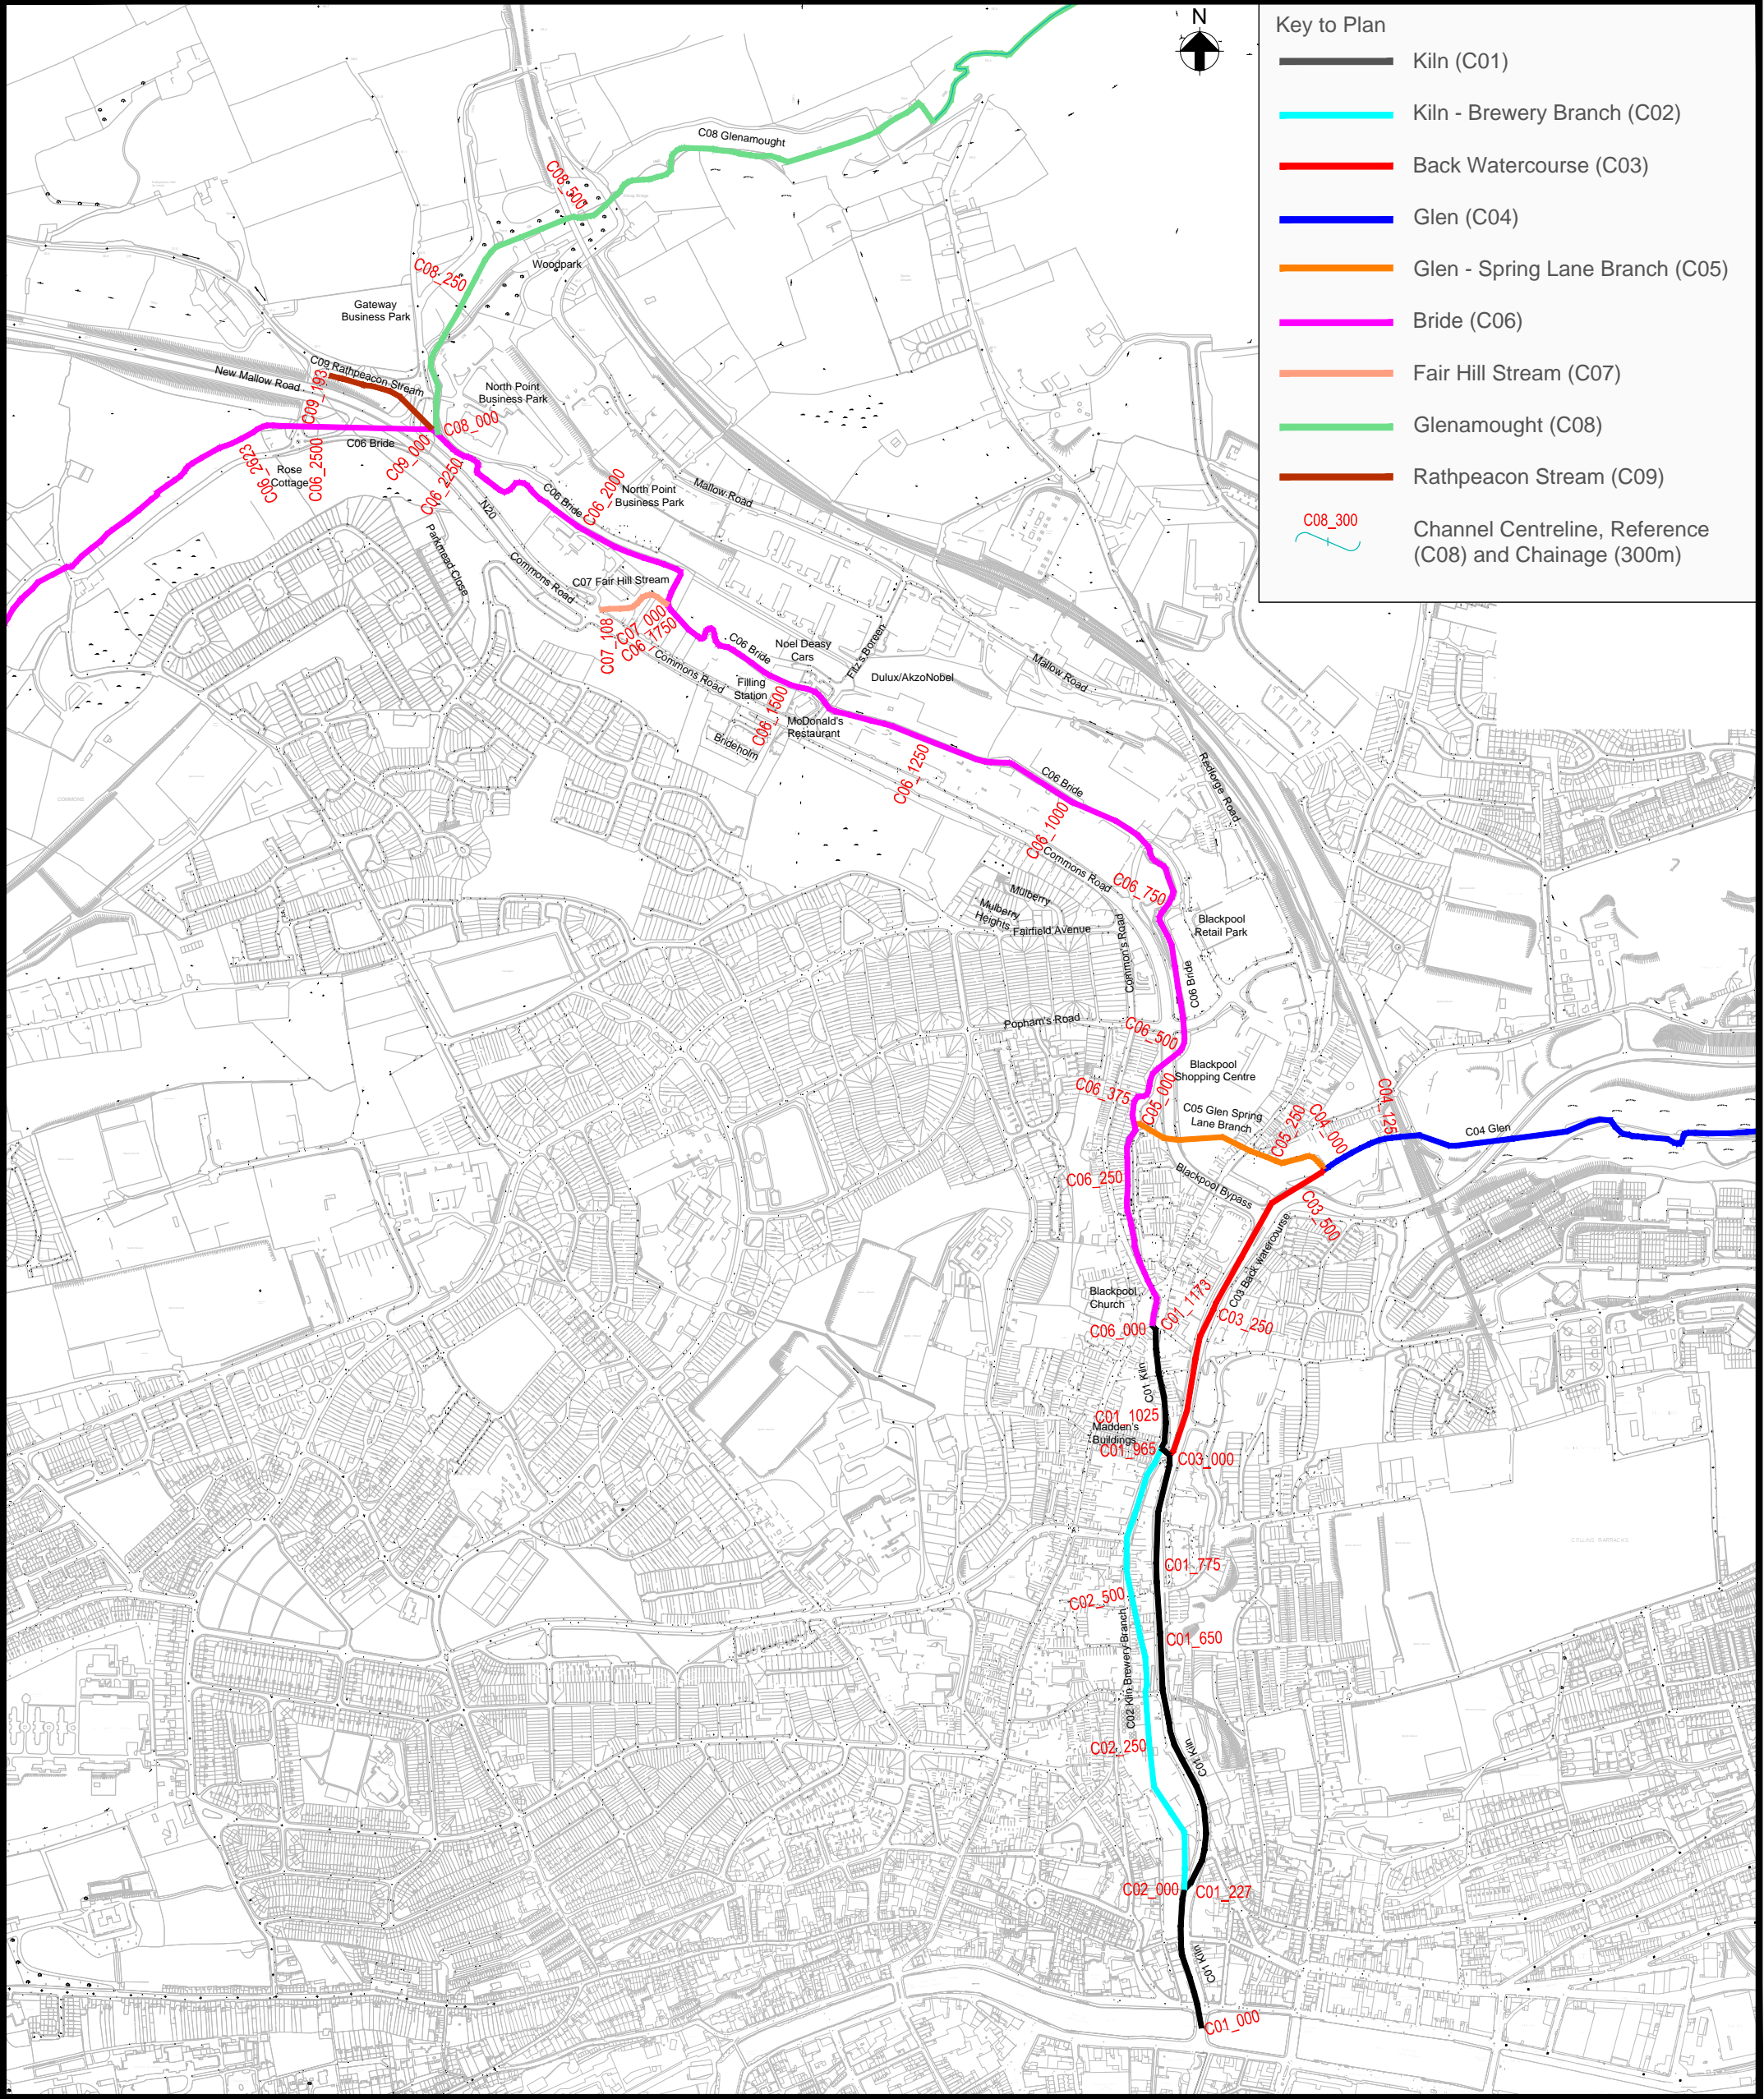 N
Key to Plan
Kiln (C01)
Kiln - Brewery Branch (C02)
Back Watercourse (C03)
Glen (C04)
Glen - Spring Lane Branch (C05)
Bride (C06)
Fair Hill Stream (C07)
Glenamought (C08)
Rathpeacon Stream (C09)
C08_300
Channel Centreline, Reference
(C08) and Chainage (300m)
C08 Glenamought
C08_500
Woodpark
C08_250
Gateway
Business Park
C09 Rathpeacon Stream
New Mallow Road
C09_193
North Point
Business Park
C08_000
C06 Bride
C09_000
C06_2500
C06_2623
Rose
Cottage
C06_2250
N20
C06 Bride
C06_2000
North Point
Business Park
Mallow Road
Parkmead Close
Commons Road
C07 Fair Hill Stream
C07_108
C07_000
C06_1750
Commons Road
C06 Bride
Noel Deasy
Cars
Fitz's Boreen
Dulux/AkzoNobel
Mallow Road
Filling
Station
C06_1500
McDonald's
Restaurant
Brideholm
C06_1250
C06 Bride
Redforge Road
C06_1000
Commons Road
C06_750
Mulberry
Mulberry
Heights
Fairfield Avenue
Common's Road
Blackpool
Retail Park
C06 Bride
Popham's Road
C06_500
Blackpool
Shopping Centre
C06_375
C05_000
C05 Glen Spring
Lane Branch
C05_250
C04_000
C04_125
C04 Glen
C06_250
Blackpool Bypass
C03_500
C03 Back watercourse
Blackpool
Church
C01_1173
C03_250
C06_000
C01 Kiln
C01_1025
Madden's
Buildings
C01_965
C03_000
C01_775
C02_500
C01_650
C02 Kiln Brewery Branch
C02_250
C01 Kiln
C02_000
C01_227
C01 Kiln
C01_000
COMMONS
COLLINS BARRACKS